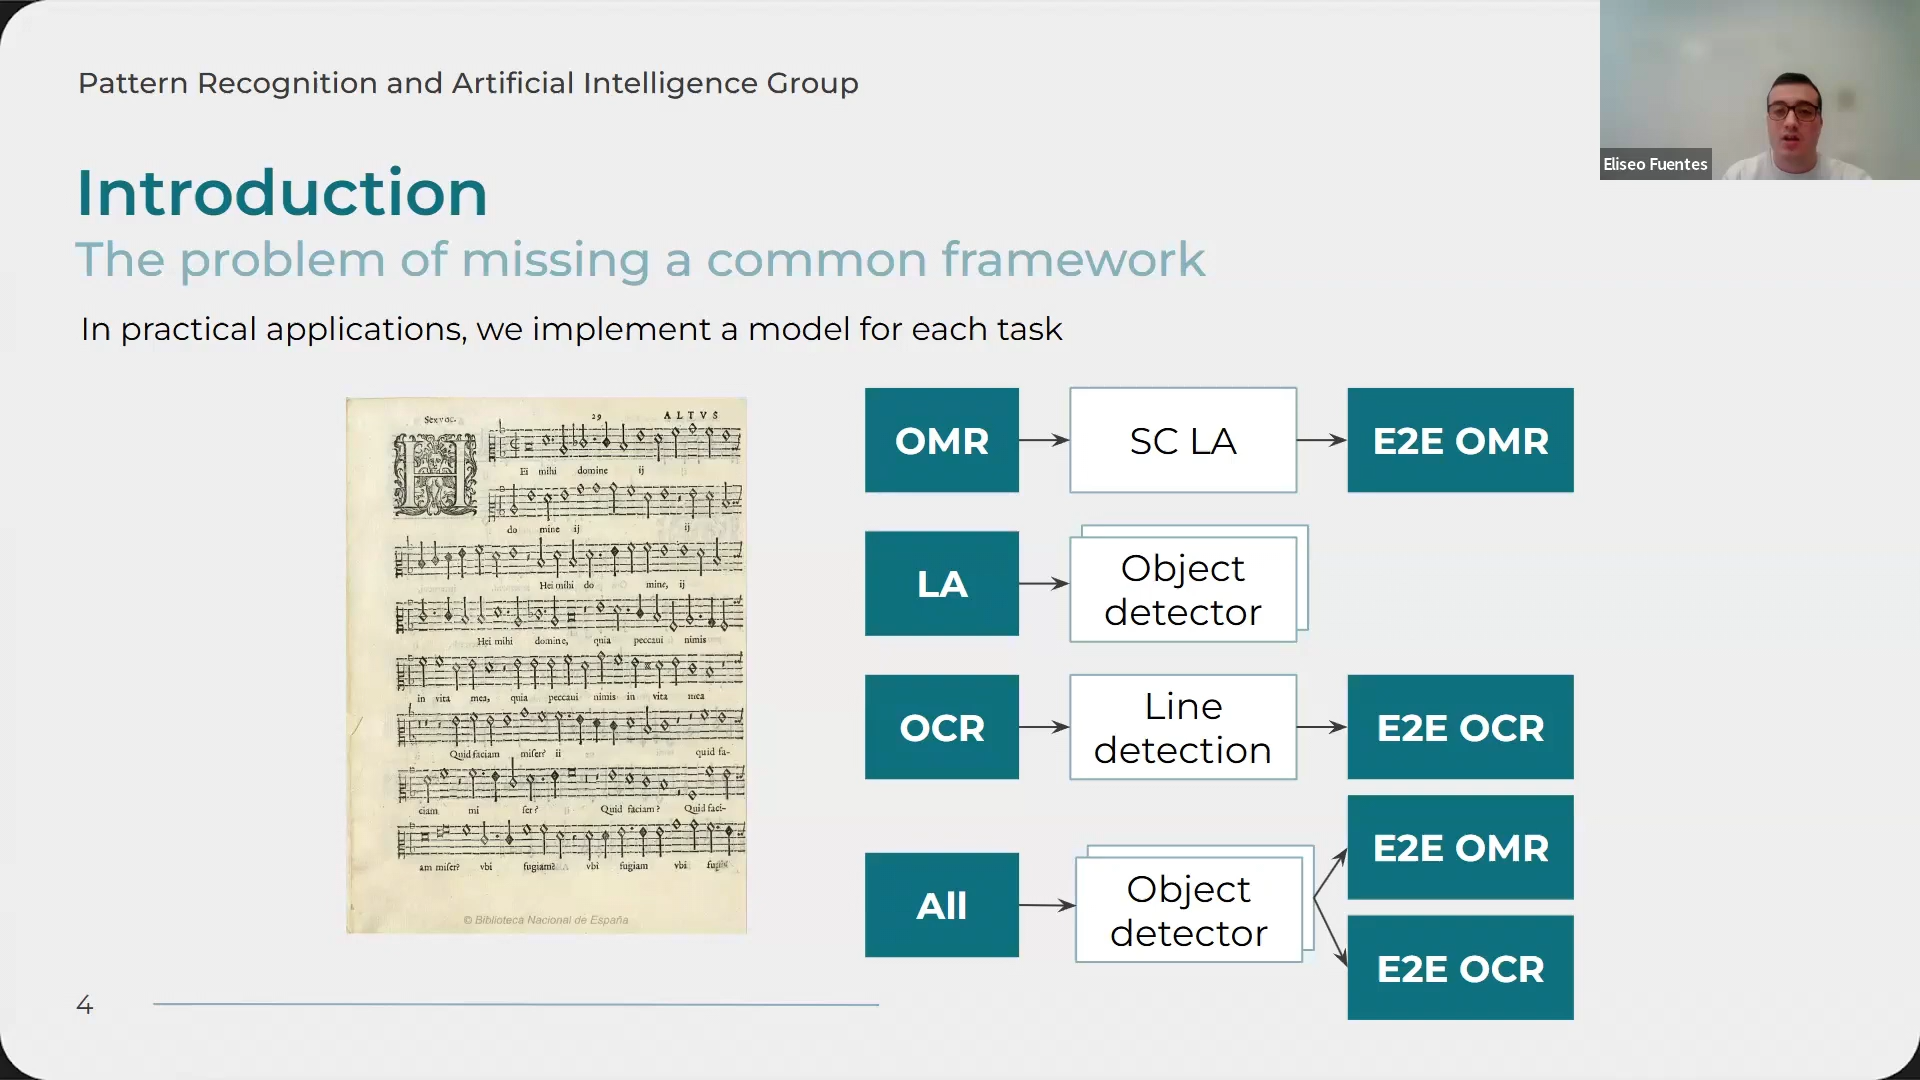 Pattern Recognition and Artificial Intelligence Group
Eliseo Fuentes
Introduction
The problem of missing a common framework
In practical applications, we implement a model for each task
Sexvoc.
29
ALTVS
Ei mihi domine ij
do mine ij ij
Hei mihi do mine, ij
Hei mihi domine, quia peccaui nimis
in vita mea, quia peccaui nimis in vita mea
Quid faciam miſer? ii quid fa-
ciam mi ſer? Quid faciam? Quid faci-
am miſer? vbi fugiam? vbi fugiam vbi
© Biblioteca Nacional de España
OMR
SC LA
E2E OMR
LA
Object
detector
OCR
Line
detection
E2E OCR
All
Object
detector
E2E OMR
E2E OCR
4